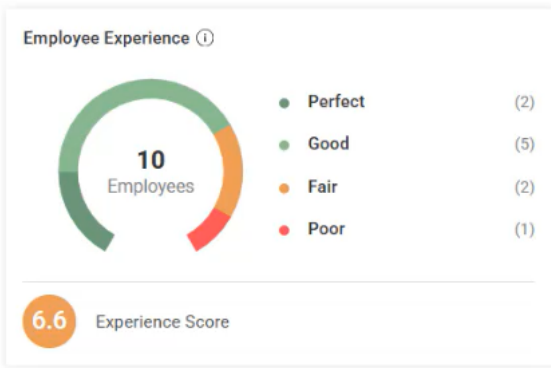 Employee Experience
10
Employees
Perfect (2)
Good (5)
Fair (2)
Poor (1)
6.6 Experience Score